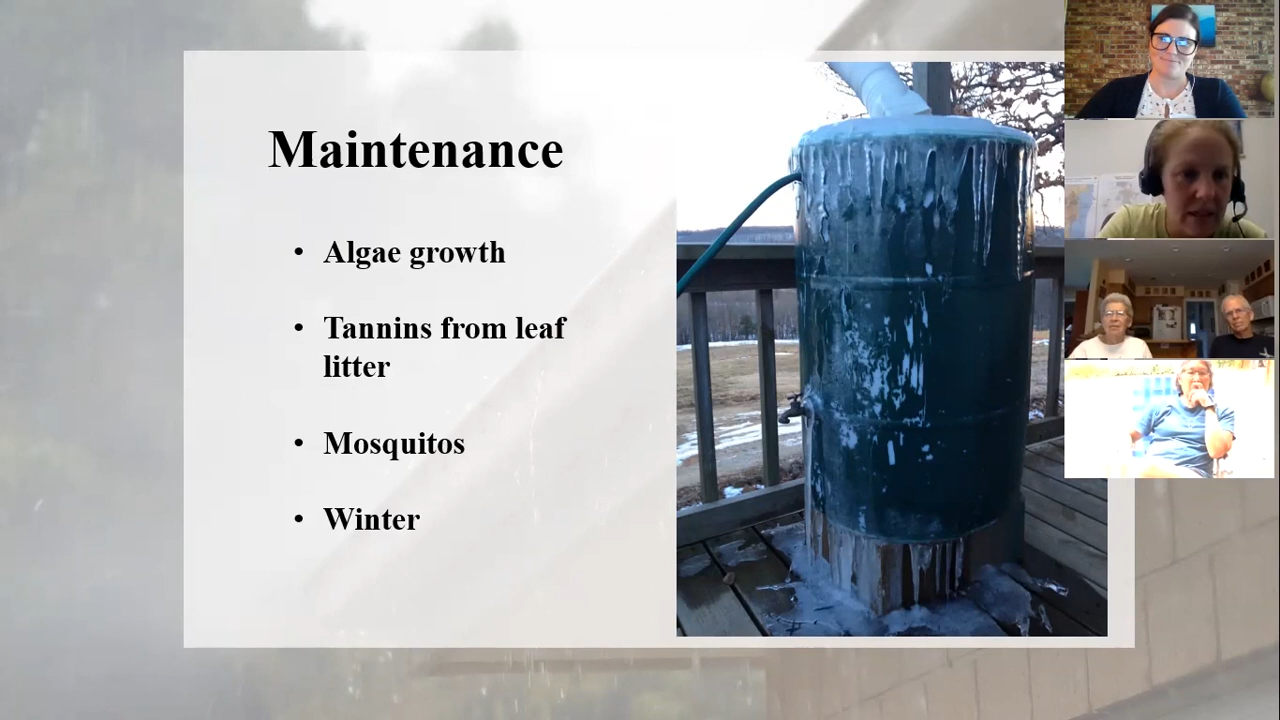 Maintenance
• Algae growth
• Tannins from leaf
litter
• Mosquitos
• Winter